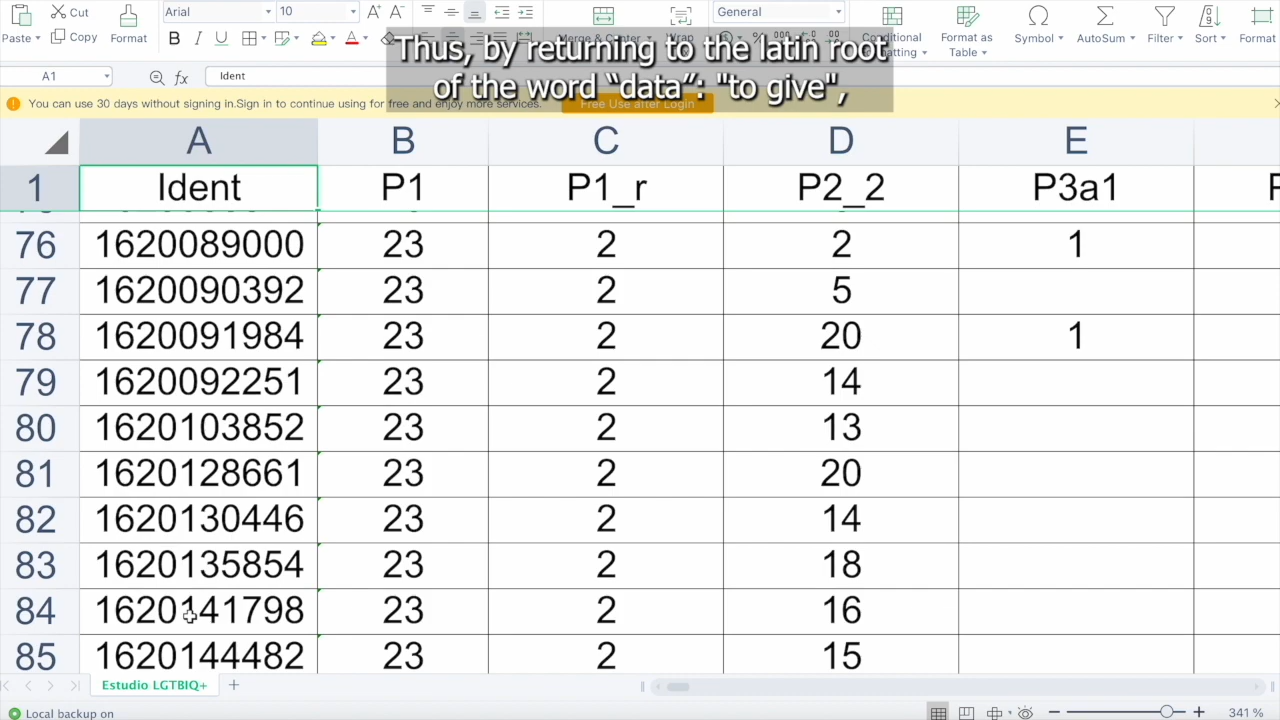 Cut
Arial
10
General
Paste
Copy
Format
B I U A
Conditional
Formatting
Format as
Table
Symbol
AutoSum
Filter
Sort
Format
Thus, by returning to the latin root
of the word “data”: "to give",
A1
fx
Ident
You can use 30 days without signing in.Sign in to continue using for free and enjoy more services.
Free Use after Login
A B C D E
1 Ident P1 P1_r P2_2 P3a1
76 1620089000 23 2 2 1
77 1620090392 23 2 5
78 1620091984 23 2 20 1
79 1620092251 23 2 14
80 1620103852 23 2 13
81 1620128661 23 2 20
82 1620130446 23 2 14
83 1620135854 23 2 18
84 1620141798 23 2 16
85 1620144482 23 2 15
Estudio LGTBIQ+
Local backup on
341 %